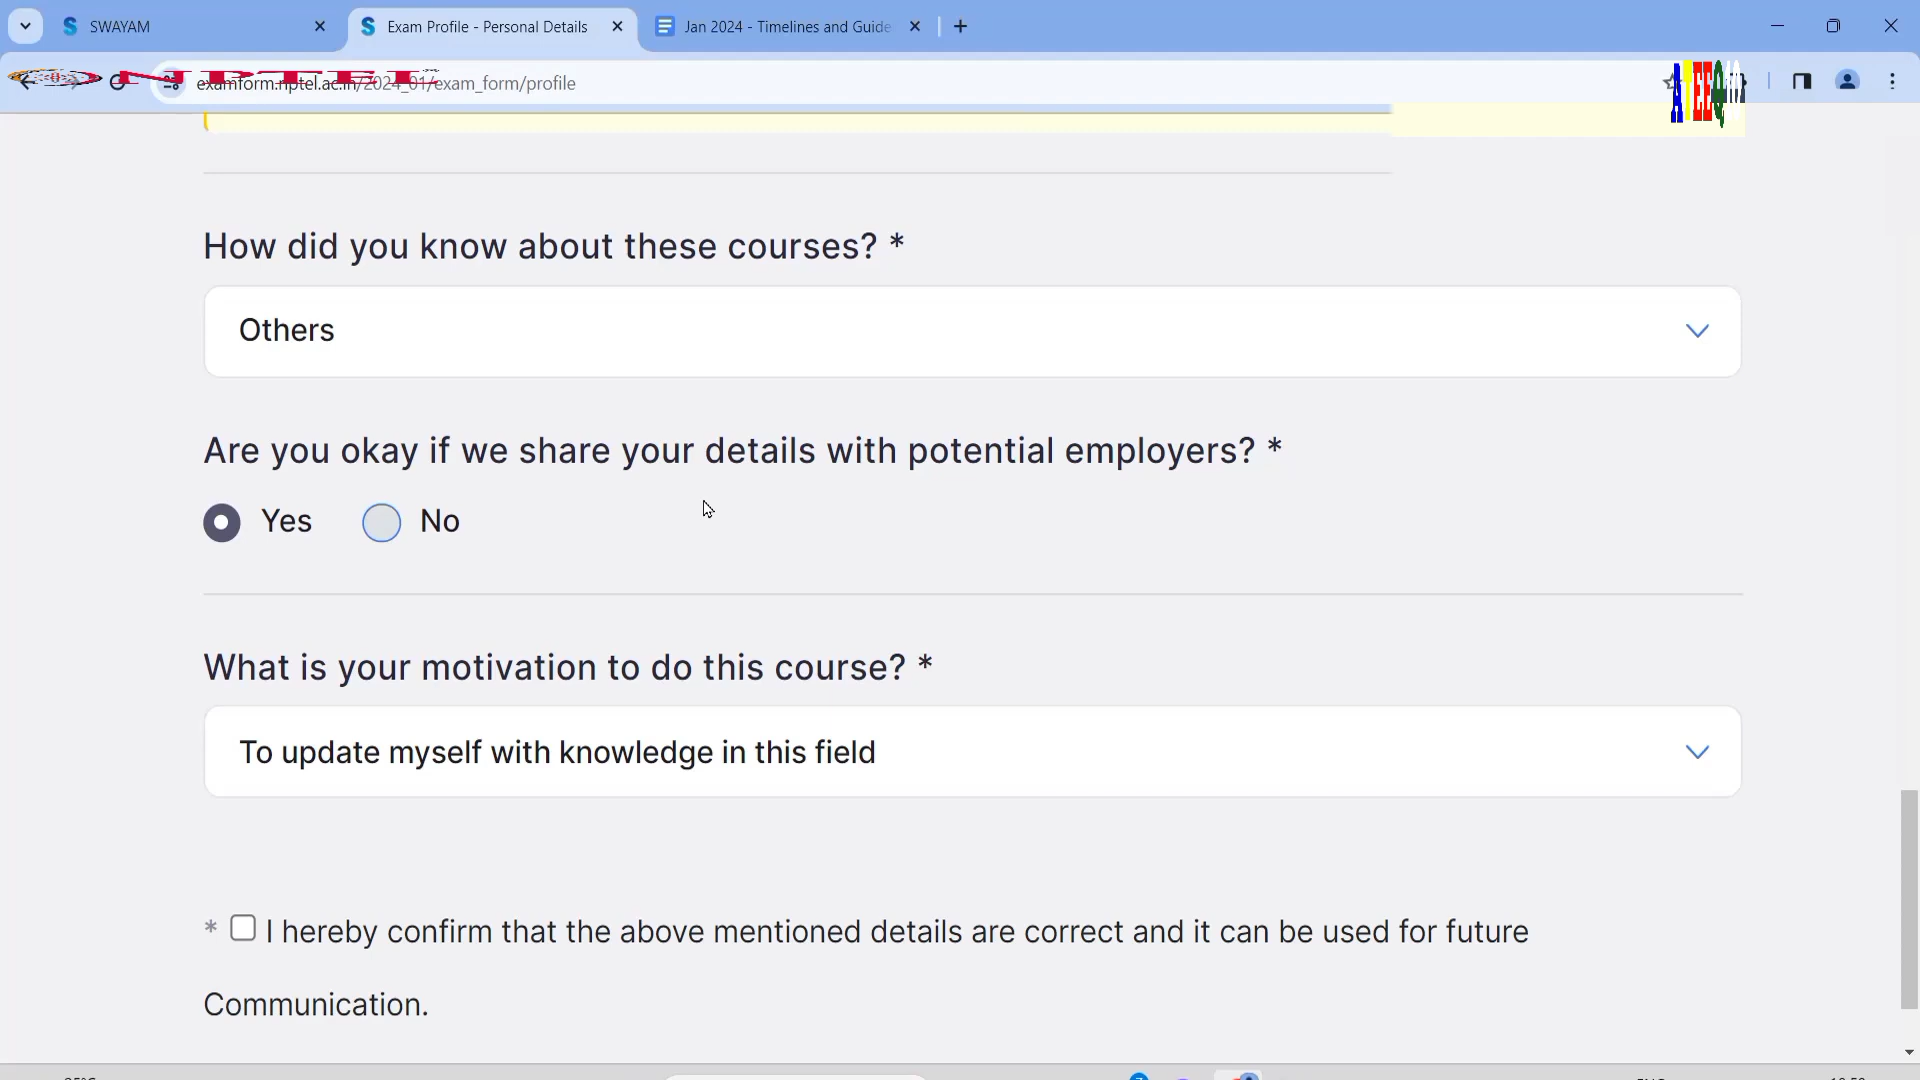 SWAYAM
Exam Profile - Personal Details
Jan 2024 - Timelines and Guide
NPTEL
examform.nptel.ac.in/2024_01/exam_form/profile
How did you know about these courses? *
Others
Are you okay if we share your details with potential employers? *
Yes
No
What is your motivation to do this course? *
To update myself with knowledge in this field
* I hereby confirm that the above mentioned details are correct and it can be used for future
Communication.